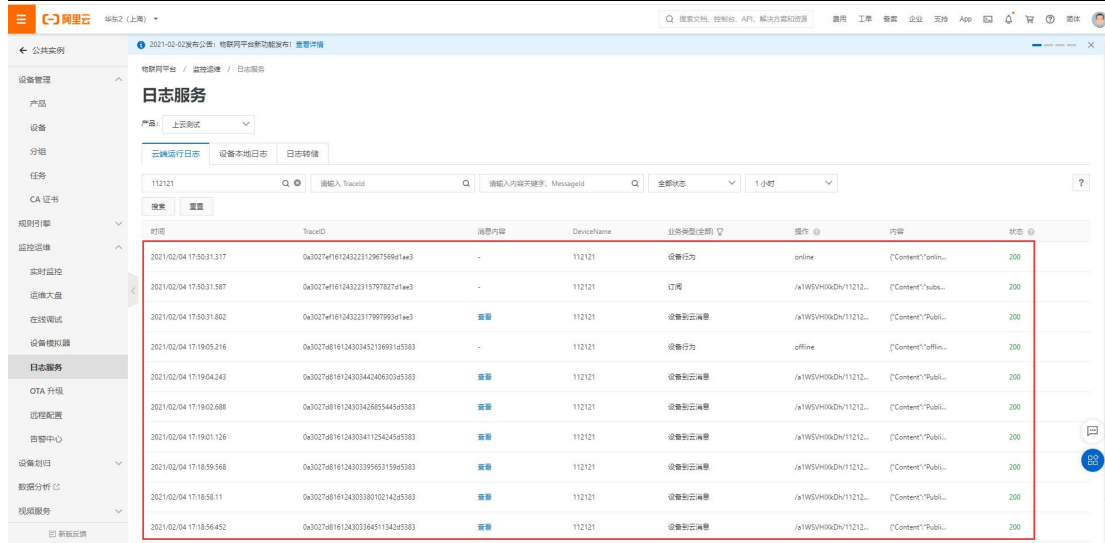 阿里云 华东2（上海） 搜索文档、控制台、API、解决方案和资源 费用 工单 备案 企业 支持 App 简体
公共实例
2021-02-02发布公告：物联网平台新功能发布！查看详情
物联网平台 / 监控运维 / 日志服务
日志服务
产品： 上云测试
云端运行日志 设备本地日志 日志转储
112121 请输入 TraceId 请输入内容关键字、MessageId 全部状态 1 小时 ?
搜索 重置
设备管理
产品
设备
分组
任务
CA 证书
规则引擎
监控运维
实时监控
运维大盘
在线调试
设备模拟器
日志服务
OTA 升级
远程配置
告警中心
设备划归
数据分析
视频服务
新版反馈
时间 TraceID 消息内容 DeviceName 业务类型(全部) 操作 内容 状态
2021/02/04 17:50:31.317 0a3027ef16124322312967569d1ae3 - 112121 设备行为 online {"Content":"onlin... 200
2021/02/04 17:50:31.587 0a3027ef16124322315797827d1ae3 - 112121 订阅 /a1WSVHIXkDh/11212... {"Content":"subs... 200
2021/02/04 17:50:31.802 0a3027ef16124322317997993d1ae3 查看 112121 设备到云消息 /a1WSVHIXkDh/11212... {"Content":"Publi... 200
2021/02/04 17:19:05.216 0a3027d816124303452136931d5383 - 112121 设备行为 offline {"Content":"offlin... 200
2021/02/04 17:19:04.243 0a3027d816124303442406303d5383 查看 112121 设备到云消息 /a1WSVHIXkDh/11212... {"Content":"Publi... 200
2021/02/04 17:19:02.688 0a3027d816124303426855445d5383 查看 112121 设备到云消息 /a1WSVHIXkDh/11212... {"Content":"Publi... 200
2021/02/04 17:19:01.126 0a3027d816124303411254245d5383 查看 112121 设备到云消息 /a1WSVHIXkDh/11212... {"Content":"Publi... 200
2021/02/04 17:18:59.568 0a3027d816124303395653159d5383 查看 112121 设备到云消息 /a1WSVHIXkDh/11212... {"Content":"Publi... 200
2021/02/04 17:18:58.11 0a3027d816124303380102142d5383 查看 112121 设备到云消息 /a1WSVHIXkDh/11212... {"Content":"Publi... 200
2021/02/04 17:18:56.452 0a3027d816124303364511342d5383 查看 112121 设备到云消息 /a1WSVHIXkDh/11212... {"Content":"Publi... 200